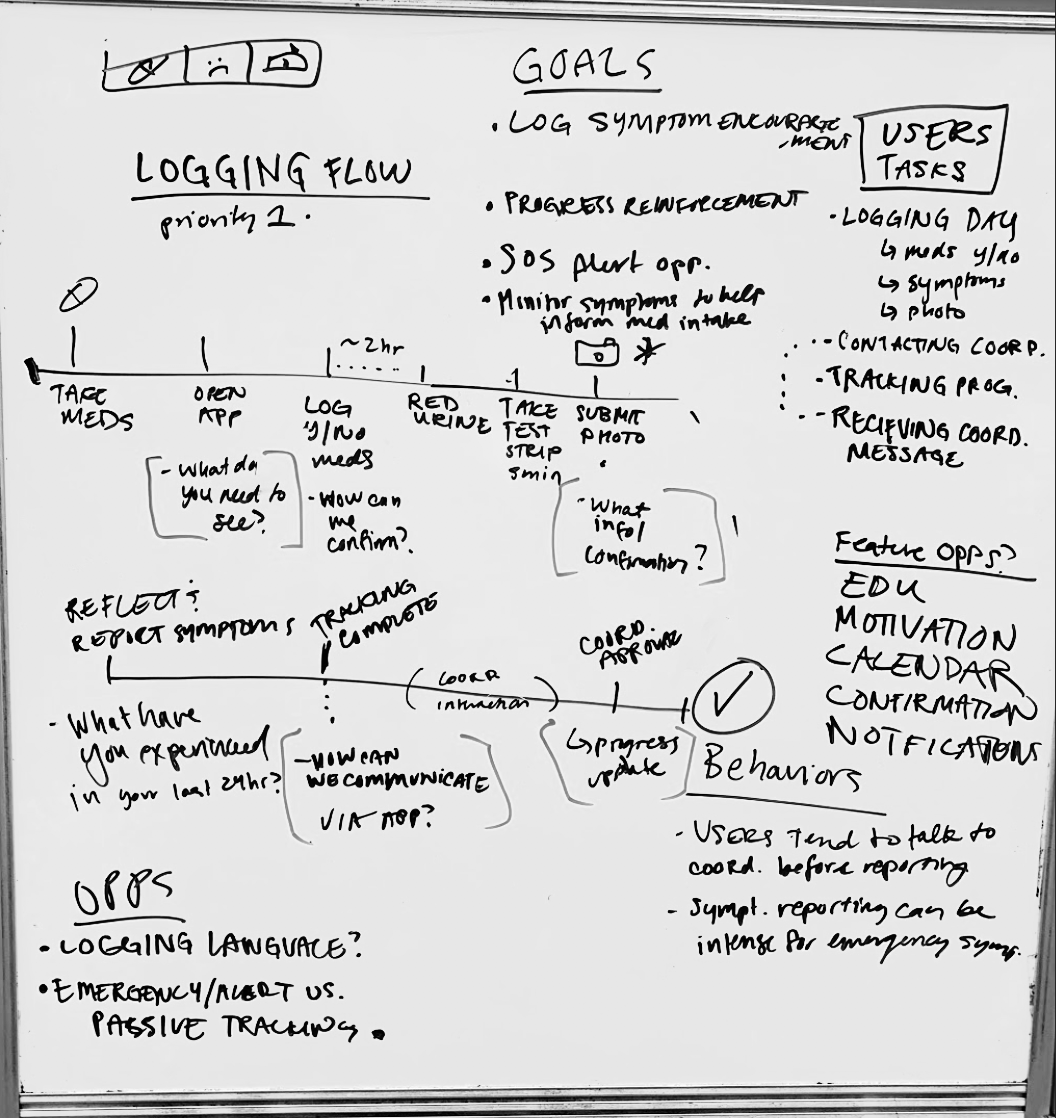 LOGGING FLOW
priority 1.
TAKE
MEDS
OPEN
APP
LOG
Y/NO
meds
~2hr
RED
URINE
TAKE
TEST
STRIP
5min
SUBMIT
PHOTO
- What do
you need to
see?
- HOW can
we
confirm?
- What
info/
confirmation?
REFLECT?
REPORT SYMPTOMS
TRACKING
COMPLETE
COORD
interaction
COORD.
APPROVAL
- What have
you experienced
in your last 24hr?
- HOW CAN
WE COMMUNICATE
VIA APP?
↳ progress
update
OPPS
• LOGGING LANGUAGE?
• EMERGENCY/ALERT VS.
PASSIVE TRACKING.
GOALS
• LOG SYMPTOM ENCOURAGE
-MENT
• PROGRESS REINFORCEMENT
• SOS Alert opp.
• Monitor symptoms to help
inform med intake
USERS
TASKS
• LOGGING DAY
↳ meds y/no
↳ symptoms
↳ photo
• CONTACTING COORD.
• TRACKING PROG.
• RECIEVING COORD.
MESSAGE
Feature OPPS?
EDU
MOTIVATION
CALENDAR
CONFIRMATION
NOTFICATIONS
Behaviors
- USERS Tend to talk to
coord. before reporting
- Sympt. reporting can be
intense for emergency symp.